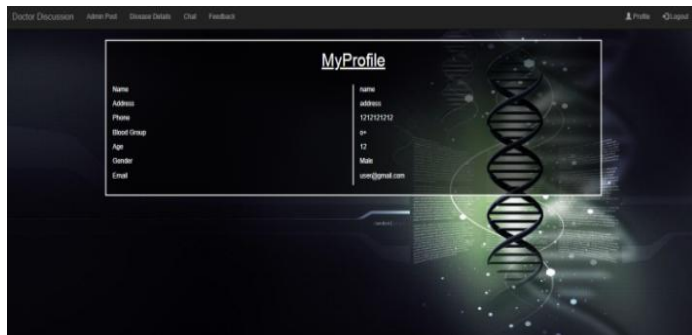 Doctor Discussion Admin Post Disease Details Chat Feedback Profile Logout
MyProfile
Name name
Address address
Phone 1212121212
Blood Group o+
Age 12
Gender Male
Email user@gmail.com